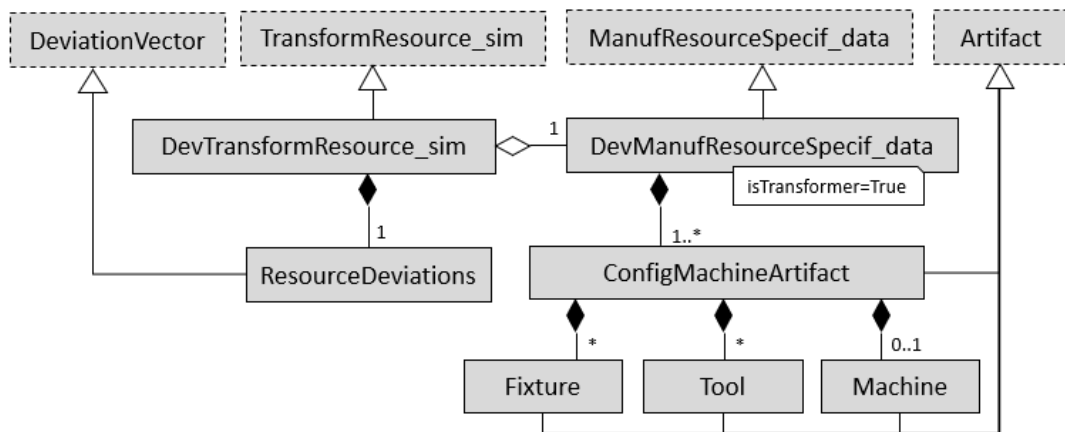 DeviationVector
TransformResource_sim
ManufResourceSpecif_data
Artifact
DevTransformResource_sim
1
DevManufResourceSpecif_data
isTransformer=True
1
1..*
ResourceDeviations
ConfigMachineArtifact
*
*
0..1
Fixture
Tool
Machine